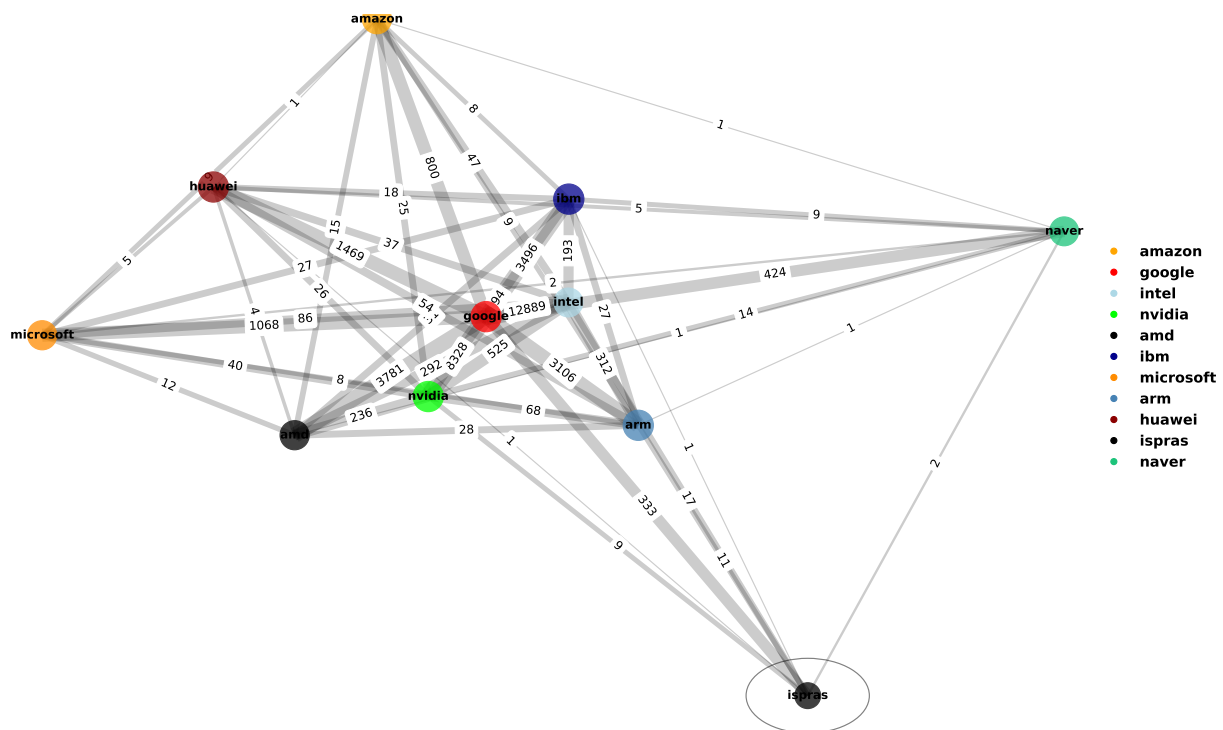 amazon
1
8
1
47
800
9
huawei
18
ibm
25
5
9
15
9
naver
37
193
1469
amazon
5
3496
google
27
424
intel
2
26
94
nvidia
intel
54
12889
27
4
google
amd
86
1068
14
microsoft
1
1
ibm
525
8328
312
microsoft
40
292
3106
3781
8
arm
12
nvidia
68
236
huawei
arm
28
amd
1
1
ispras
2
naver
17
333
9
11
ispras